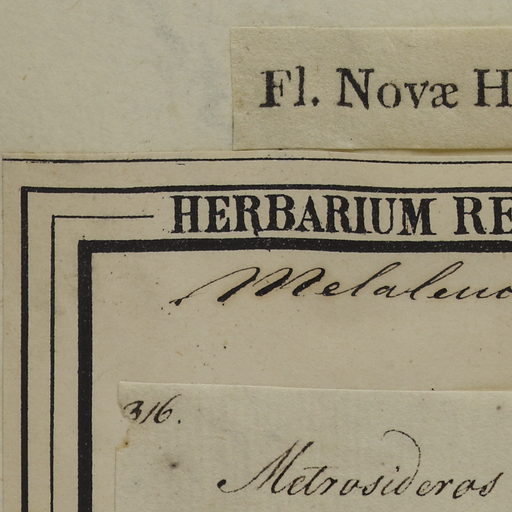 Fl. Novæ H
HERBARIUM RE
Melaleuc
316.
Metrosideros